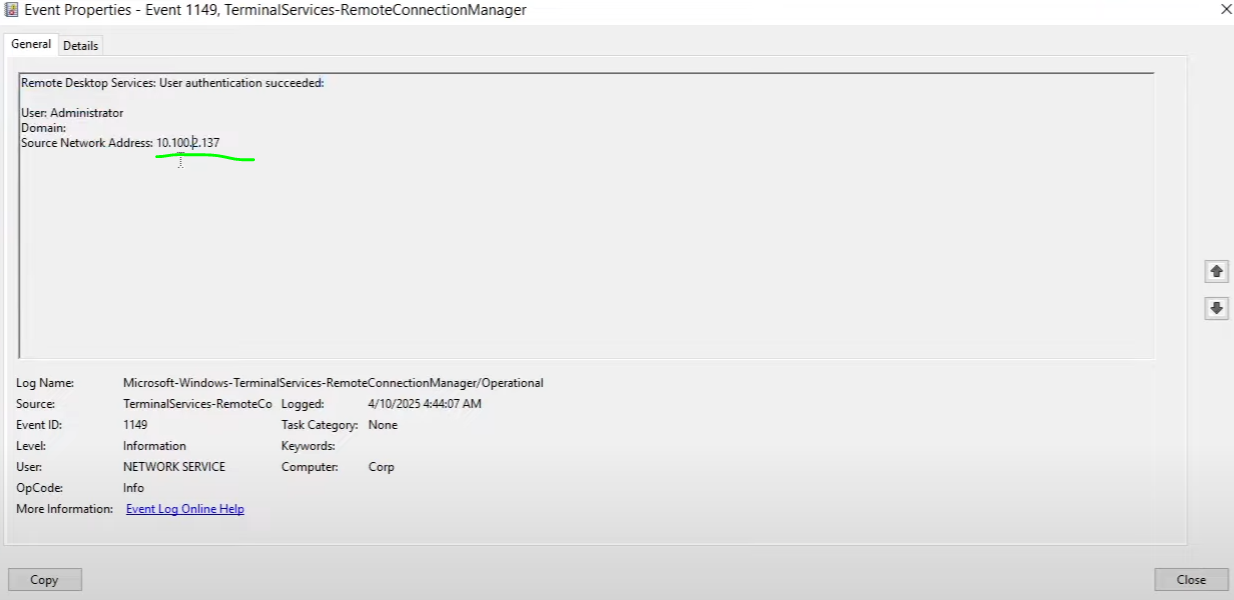 Event Properties - Event 1149, TerminalServices-RemoteConnectionManager
General Details
Remote Desktop Services: User authentication succeeded:
User: Administrator
Domain:
Source Network Address: 10.100.2.137
Log Name: Microsoft-Windows-TerminalServices-RemoteConnectionManager/Operational
Source: TerminalServices-RemoteCo Logged: 4/10/2025 4:44:07 AM
Event ID: 1149 Task Category: None
Level: Information Keywords:
User: NETWORK SERVICE Computer: Corp
OpCode: Info
More Information: Event Log Online Help
Copy Close